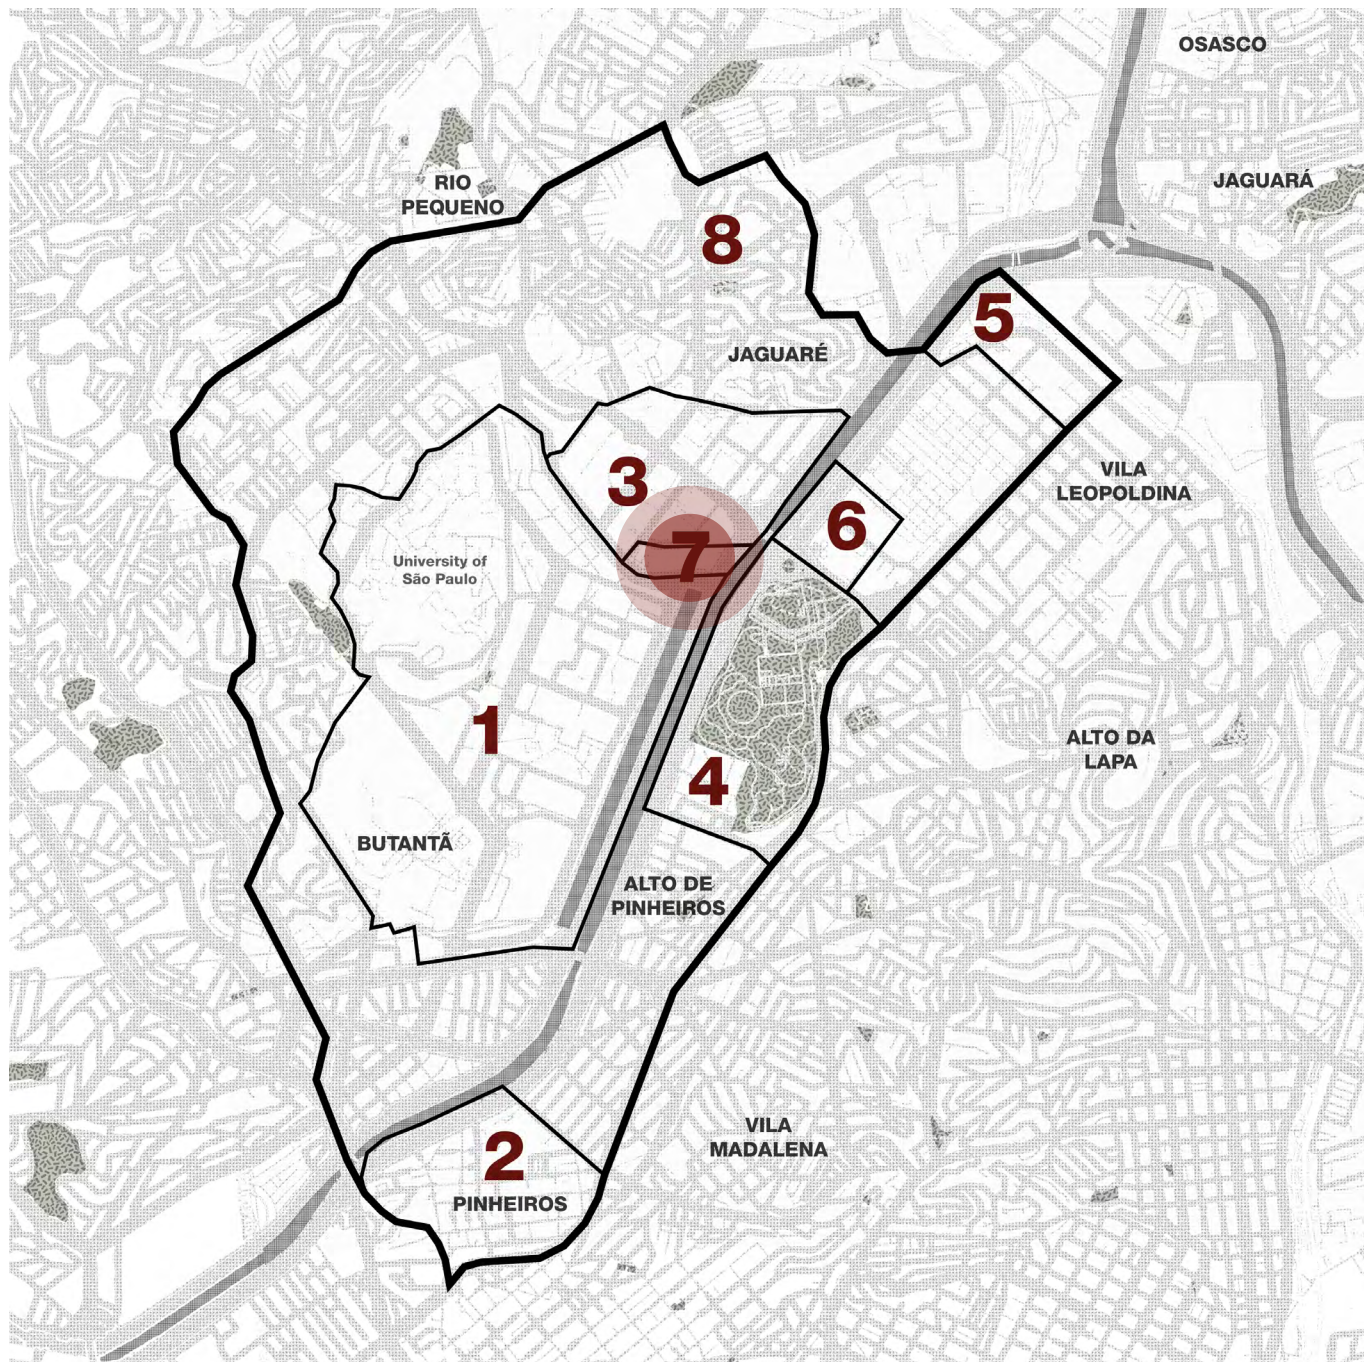 OSASCO
JAGUARÁ
RIO
PEQUENO
8
5
JAGUARÉ
VILA
LEOPOLDINA
3
6
7
University of
São Paulo
1
ALTO DA
LAPA
4
BUTANTÃ
ALTO DE
PINHEIROS
VILA
MADALENA
2
PINHEIROS